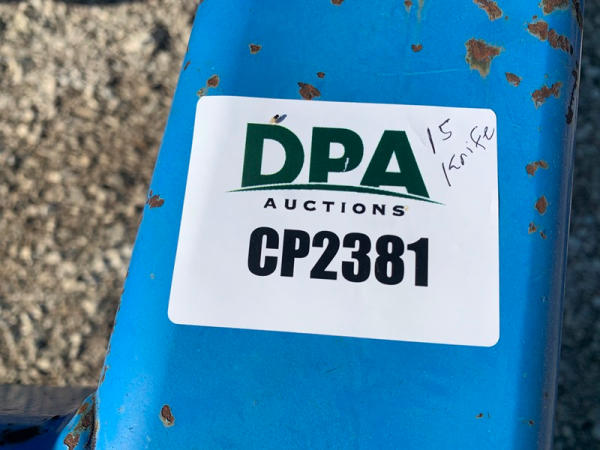 DPA
AUCTIONS
CP2381
15
Knife